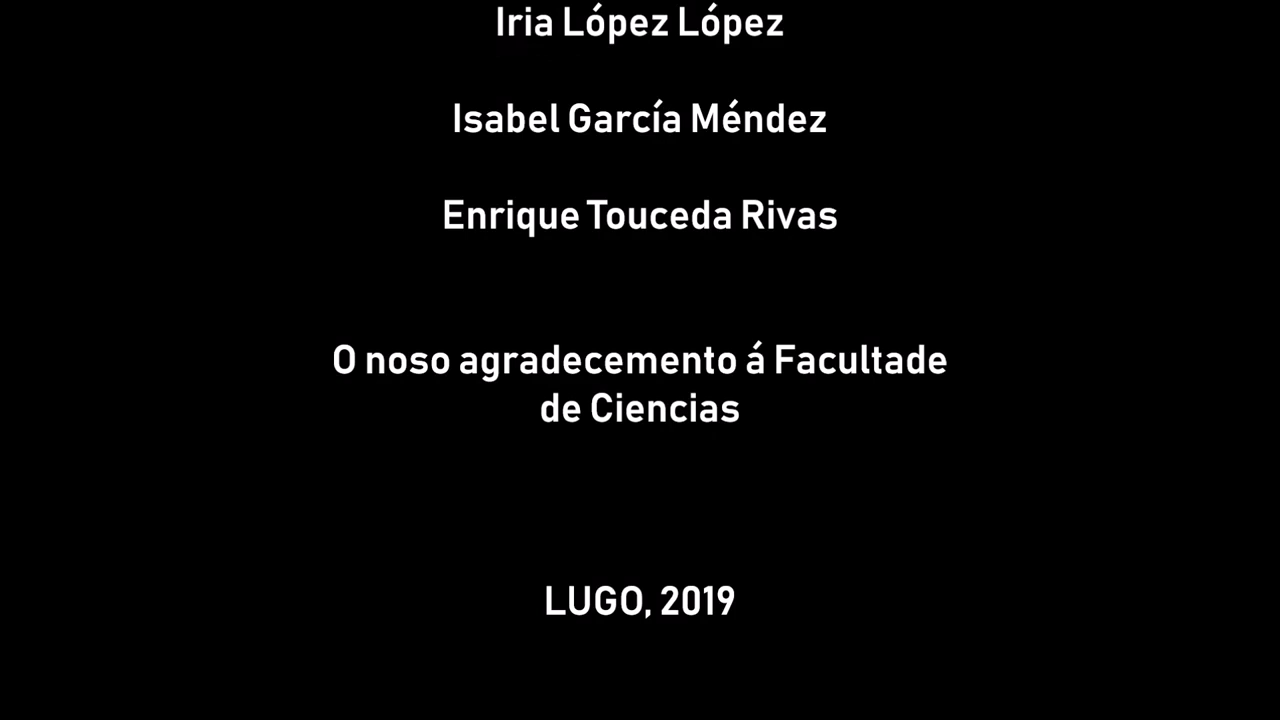 Iria López López
Isabel García Méndez
Enrique Touceda Rivas
O noso agradecemento á Facultade
de Ciencias
LUGO, 2019